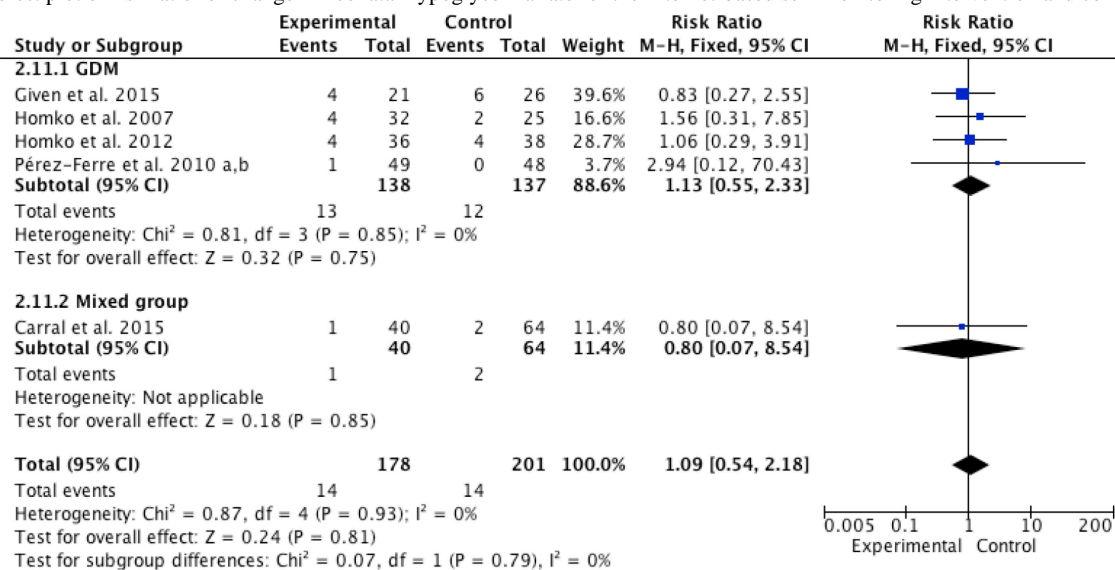 Experimental Control Risk Ratio Risk Ratio
Study or Subgroup Events Total Events Total Weight M-H, Fixed, 95% CI M-H, Fixed, 95% CI
2.11.1 GDM
Given et al. 2015 4 21 6 26 39.6% 0.83 [0.27, 2.55]
Homko et al. 2007 4 32 2 25 16.6% 1.56 [0.31, 7.85]
Homko et al. 2012 4 36 4 38 28.7% 1.06 [0.29, 3.91]
Pérez-Ferre et al. 2010 a,b 1 49 0 48 3.7% 2.94 [0.12, 70.43]
Subtotal (95% CI) 138 137 88.6% 1.13 [0.55, 2.33]
Total events 13 12
Heterogeneity: Chi² = 0.81, df = 3 (P = 0.85); I² = 0%
Test for overall effect: Z = 0.32 (P = 0.75)
2.11.2 Mixed group
Carral et al. 2015 1 40 2 64 11.4% 0.80 [0.07, 8.54]
Subtotal (95% CI) 40 64 11.4% 0.80 [0.07, 8.54]
Total events 1 2
Heterogeneity: Not applicable
Test for overall effect: Z = 0.18 (P = 0.85)
Total (95% CI) 178 201 100.0% 1.09 [0.54, 2.18]
Total events 14 14
Heterogeneity: Chi² = 0.87, df = 4 (P = 0.93); I² = 0%
Test for overall effect: Z = 0.24 (P = 0.81)
Test for subgroup differences: Chi² = 0.07, df = 1 (P = 0.79), I² = 0%
0.005 0.1 1 10 200
Experimental Control